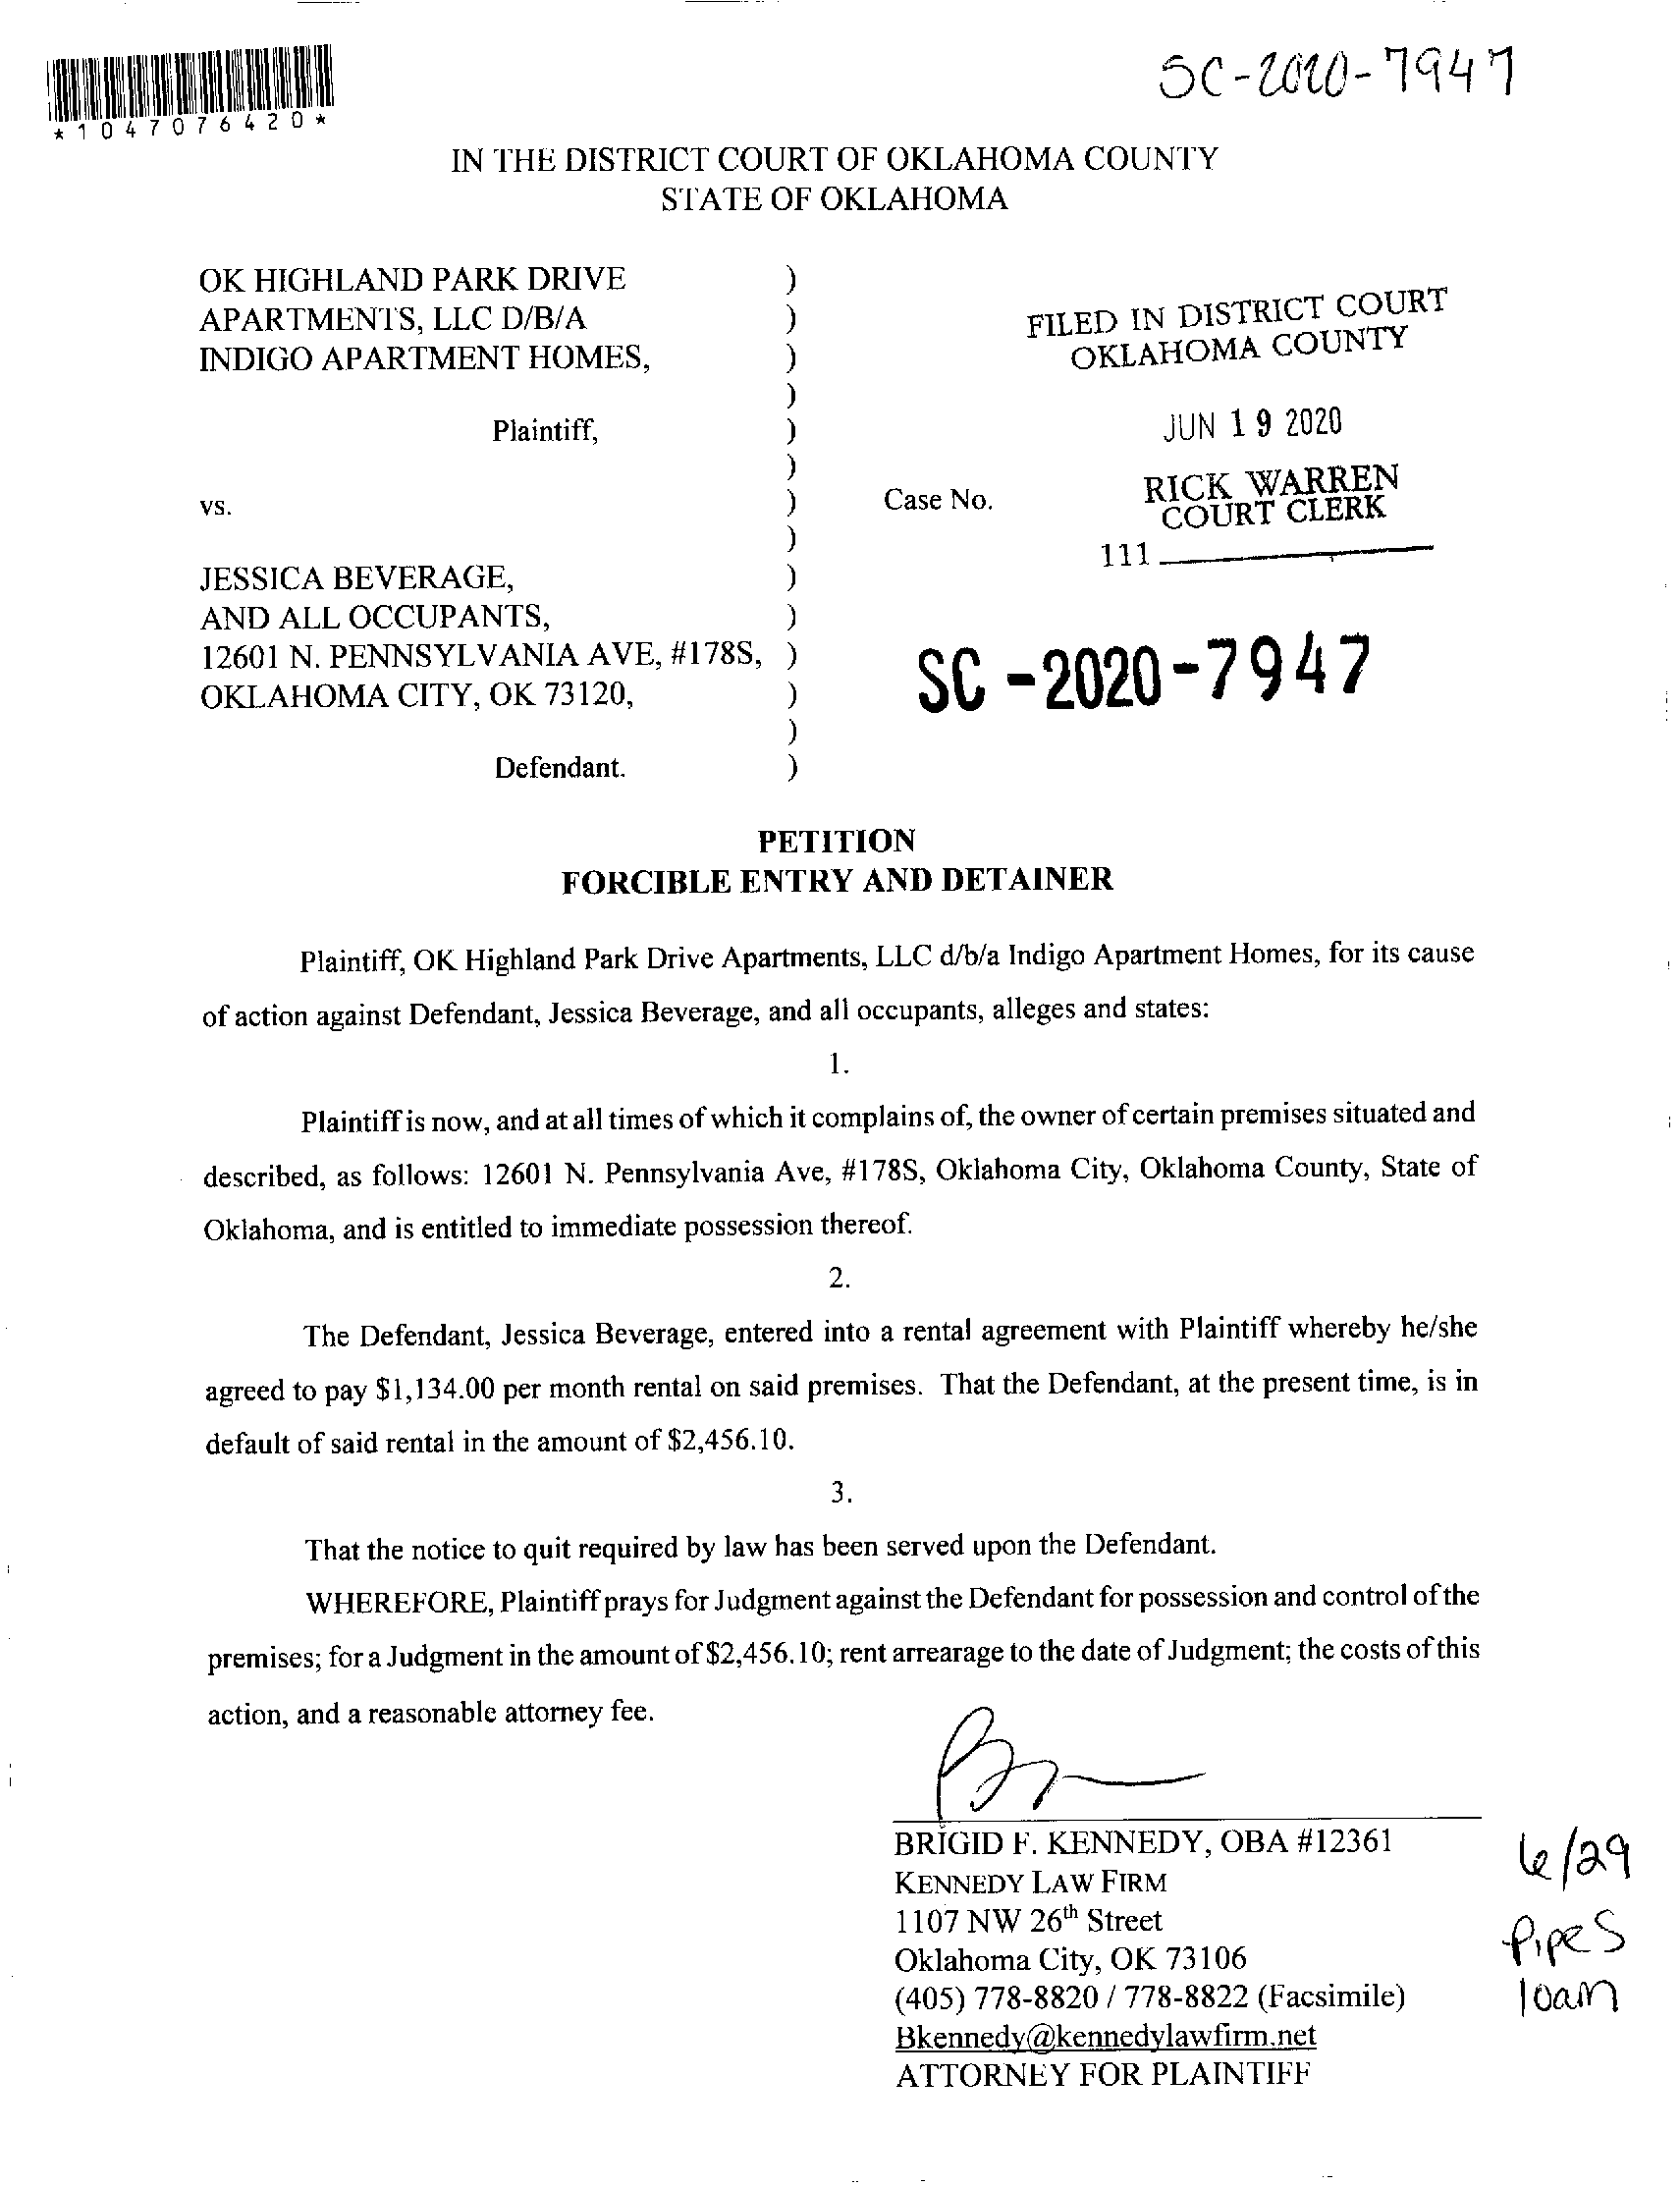 SC-2020-7947
*1047076420*
IN THE DISTRICT COURT OF OKLAHOMA COUNTY
STATE OF OKLAHOMA
OK HIGHLAND PARK DRIVE )
APARTMENTS, LLC D/B/A )
INDIGO APARTMENT HOMES, )
)
Plaintiff, )
)
vs. )
)
JESSICA BEVERAGE, )
AND ALL OCCUPANTS, )
12601 N. PENNSYLVANIA AVE, #178S, )
OKLAHOMA CITY, OK 73120, )
)
Defendant. )
FILED IN DISTRICT COURT
OKLAHOMA COUNTY
JUN 19 2020
RICK WARREN
COURT CLERK
Case No.
111
SC-2020-7947
PETITION
FORCIBLE ENTRY AND DETAINER
Plaintiff, OK Highland Park Drive Apartments, LLC d/b/a Indigo Apartment Homes, for its cause
of action against Defendant, Jessica Beverage, and all occupants, alleges and states:
1.
Plaintiff is now, and at all times of which it complains of, the owner of certain premises situated and
described, as follows: 12601 N. Pennsylvania Ave, #178S, Oklahoma City, Oklahoma County, State of
Oklahoma, and is entitled to immediate possession thereof.
2.
The Defendant, Jessica Beverage, entered into a rental agreement with Plaintiff whereby he/she
agreed to pay $1,134.00 per month rental on said premises. That the Defendant, at the present time, is in
default of said rental in the amount of $2,456.10.
3.
That the notice to quit required by law has been served upon the Defendant.
WHEREFORE, Plaintiff prays for Judgment against the Defendant for possession and control of the
premises; for a Judgment in the amount of $2,456.10; rent arrearage to the date of Judgment; the costs of this
action, and a reasonable attorney fee.
BRIGID F. KENNEDY, OBA #12361
KENNEDY LAW FIRM
1107 NW 26th Street
Oklahoma City, OK 73106
(405) 778-8820 / 778-8822 (Facsimile)
Bkennedy@kennedylawfirm.net
ATTORNEY FOR PLAINTIFF
6/29
Pipes
10am